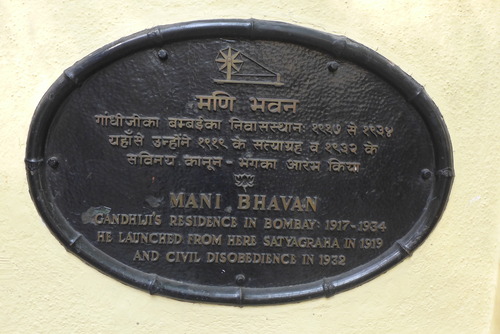 मणि भवन
गांधीजीका बम्बईका निवासस्थान: १९१७ से १९३४
यहाँसे उन्होंने १९१९ के सत्याग्रह व १९३२ के
सविनय कानून-भंगका आरंभ किया
MANI BHAVAN
GANDHIJI'S RESIDENCE IN BOMBAY: 1917-1934
HE LAUNCHED FROM HERE SATYAGRAHA IN 1919
AND CIVIL DISOBEDIENCE IN 1932